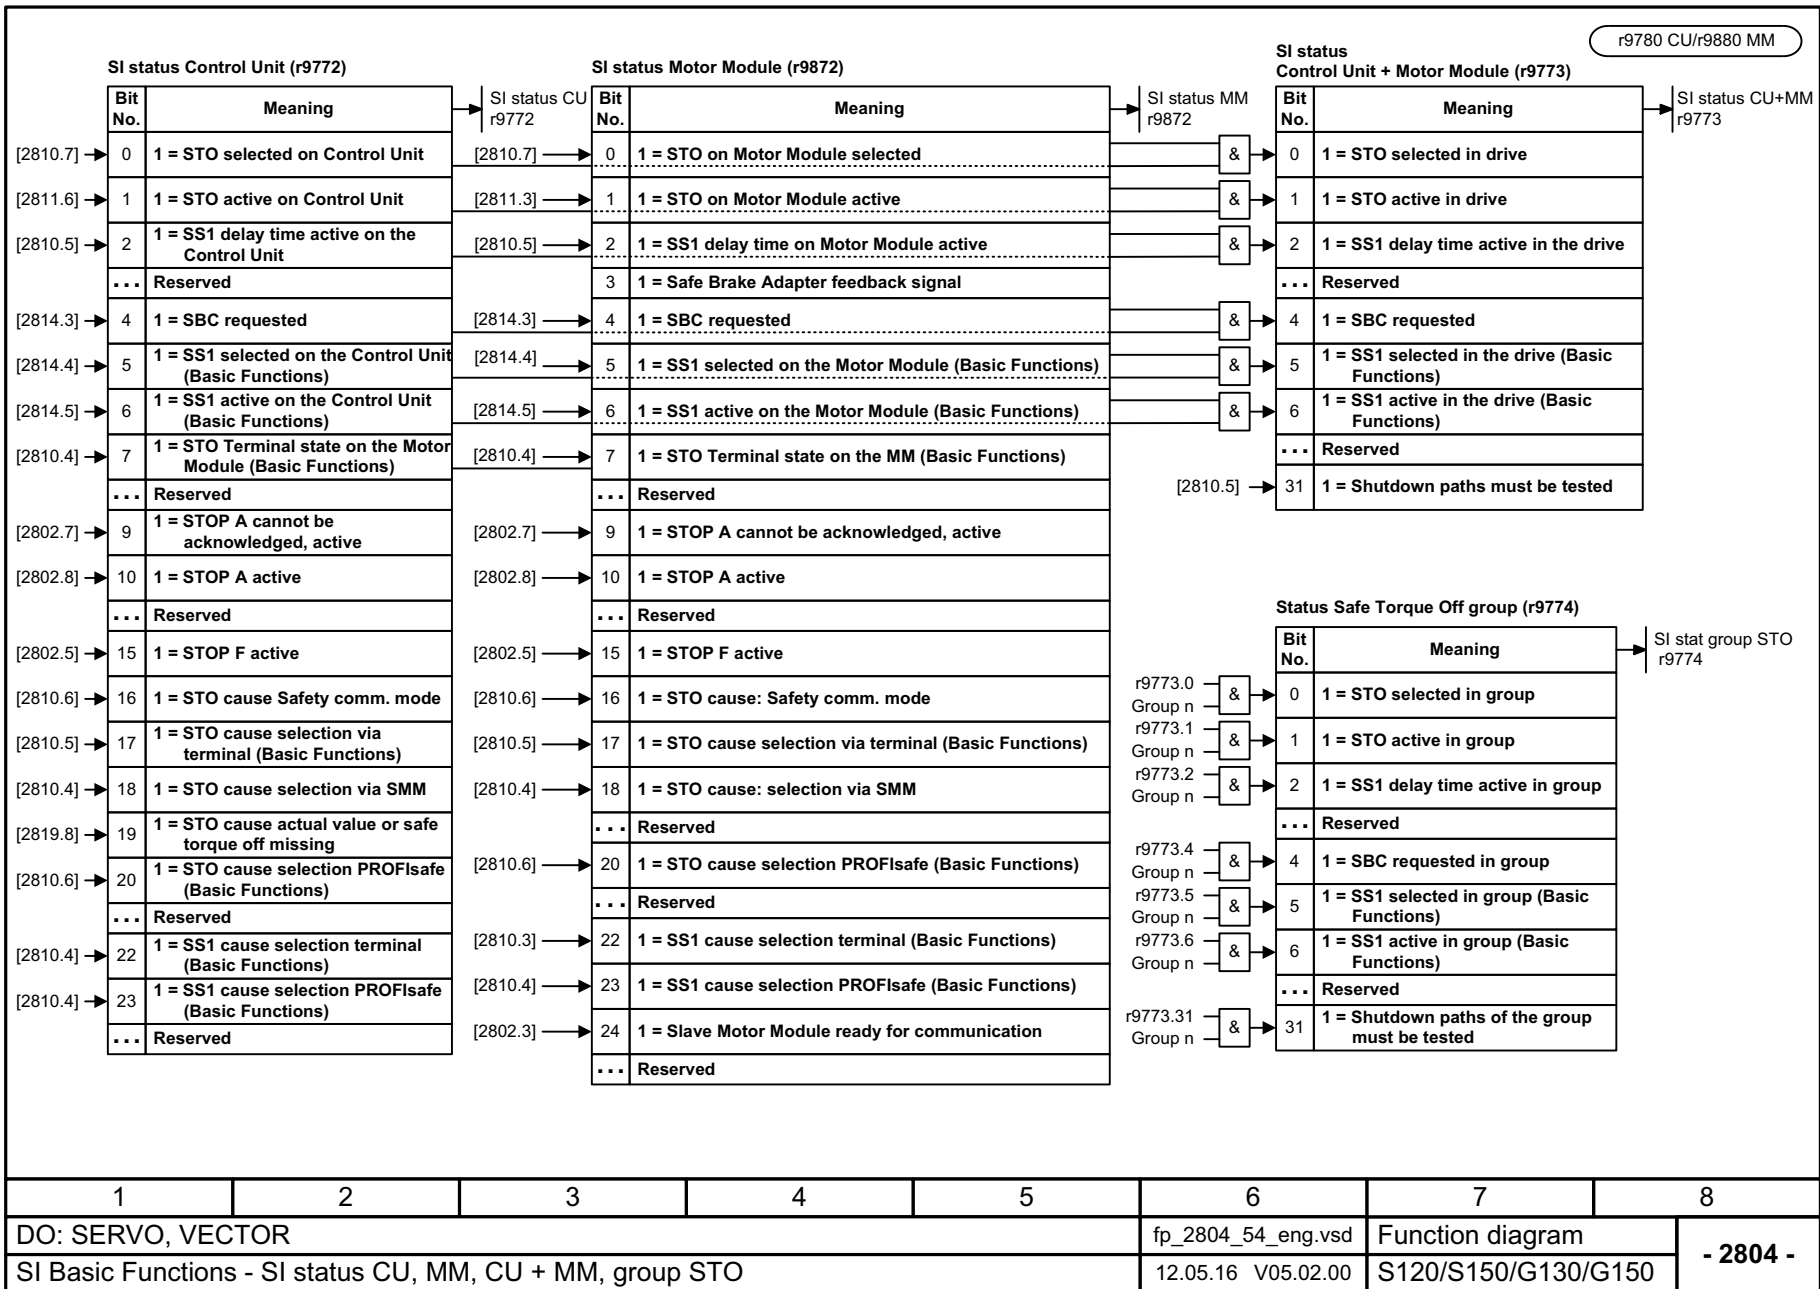 r9780 CU/r9880 MM
SI status Control Unit (r9772)
Bit No. Meaning
SI status CU
r9772
[2810.7] 0 1 = STO selected on Control Unit
[2811.6] 1 1 = STO active on Control Unit
[2810.5] 2 1 = SS1 delay time active on the
Control Unit
... Reserved
[2814.3] 4 1 = SBC requested
[2814.4] 5 1 = SS1 selected on the Control Unit
(Basic Functions)
[2814.5] 6 1 = SS1 active on the Control Unit
(Basic Functions)
[2810.4] 7 1 = STO Terminal state on the Motor
Module (Basic Functions)
... Reserved
[2802.7] 9 1 = STOP A cannot be
acknowledged, active
[2802.8] 10 1 = STOP A active
... Reserved
[2802.5] 15 1 = STOP F active
[2810.6] 16 1 = STO cause Safety comm. mode
[2810.5] 17 1 = STO cause selection via
terminal (Basic Functions)
[2810.4] 18 1 = STO cause selection via SMM
[2819.8] 19 1 = STO cause actual value or safe
torque off missing
[2810.6] 20 1 = STO cause selection PROFIsafe
(Basic Functions)
... Reserved
[2810.4] 22 1 = SS1 cause selection terminal
(Basic Functions)
[2810.4] 23 1 = SS1 cause selection PROFIsafe
(Basic Functions)
... Reserved
SI status Motor Module (r9872)
Bit No. Meaning
SI status MM
r9872
[2810.7] 0 1 = STO on Motor Module selected
[2811.3] 1 1 = STO on Motor Module active
[2810.5] 2 1 = SS1 delay time on Motor Module active
3 1 = Safe Brake Adapter feedback signal
[2814.3] 4 1 = SBC requested
[2814.4] 5 1 = SS1 selected on the Motor Module (Basic Functions)
[2814.5] 6 1 = SS1 active on the Motor Module (Basic Functions)
[2810.4] 7 1 = STO Terminal state on the MM (Basic Functions)
... Reserved
[2802.7] 9 1 = STOP A cannot be acknowledged, active
[2802.8] 10 1 = STOP A active
... Reserved
[2802.5] 15 1 = STOP F active
[2810.6] 16 1 = STO cause: Safety comm. mode
[2810.5] 17 1 = STO cause selection via terminal (Basic Functions)
[2810.4] 18 1 = STO cause: selection via SMM
... Reserved
[2810.6] 20 1 = STO cause selection PROFIsafe (Basic Functions)
... Reserved
[2810.3] 22 1 = SS1 cause selection terminal (Basic Functions)
[2810.4] 23 1 = SS1 cause selection PROFIsafe (Basic Functions)
[2802.3] 24 1 = Slave Motor Module ready for communication
... Reserved
SI status
Control Unit + Motor Module (r9773)
Bit No. Meaning
SI status CU+MM
r9773
& 0 1 = STO selected in drive
& 1 1 = STO active in drive
& 2 1 = SS1 delay time active in the drive
... Reserved
& 4 1 = SBC requested
& 5 1 = SS1 selected in the drive (Basic
Functions)
& 6 1 = SS1 active in the drive (Basic
Functions)
... Reserved
[2810.5] 31 1 = Shutdown paths must be tested
Status Safe Torque Off group (r9774)
Bit No. Meaning
SI stat group STO
r9774
r9773.0
Group n & 0 1 = STO selected in group
r9773.1
Group n & 1 1 = STO active in group
r9773.2
Group n & 2 1 = SS1 delay time active in group
... Reserved
r9773.4
Group n & 4 1 = SBC requested in group
r9773.5
Group n & 5 1 = SS1 selected in group (Basic
Functions)
r9773.6
Group n & 6 1 = SS1 active in group (Basic
Functions)
... Reserved
r9773.31
Group n & 31 1 = Shutdown paths of the group
must be tested
1 2 3 4 5 6 7 8
DO: SERVO, VECTOR fp_2804_54_eng.vsd Function diagram
- 2804 -
SI Basic Functions - SI status CU, MM, CU + MM, group STO 12.05.16 V05.02.00 S120/S150/G130/G150